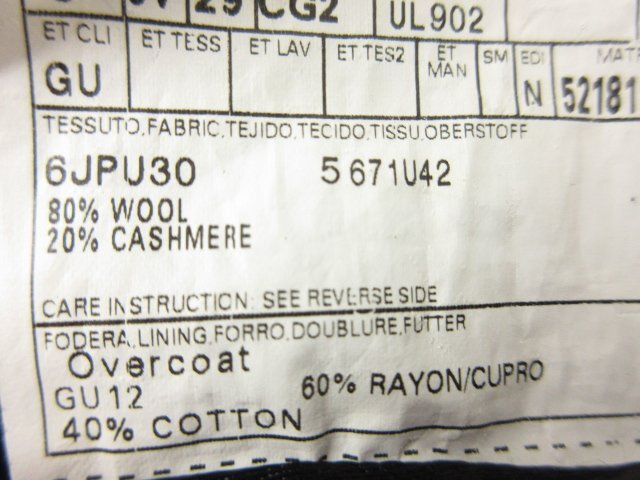 29 CG2 UL902
ET CLI ET TESS ET LAV ET TES2 ET MAN SM EDI
GU N 52181
TESSUTO,FABRIC,TEJIDO,TECIDO,TISSU,OBERSTOFF
6JPU30 5 671U42
80% WOOL
20% CASHMERE
CARE INSTRUCTION: SEE REVERSE SIDE
FODERA,LINING,FORRO,DOUBLURE,FUTTER
Overcoat
GU12 60% RAYON/CUPRO
40% COTTON